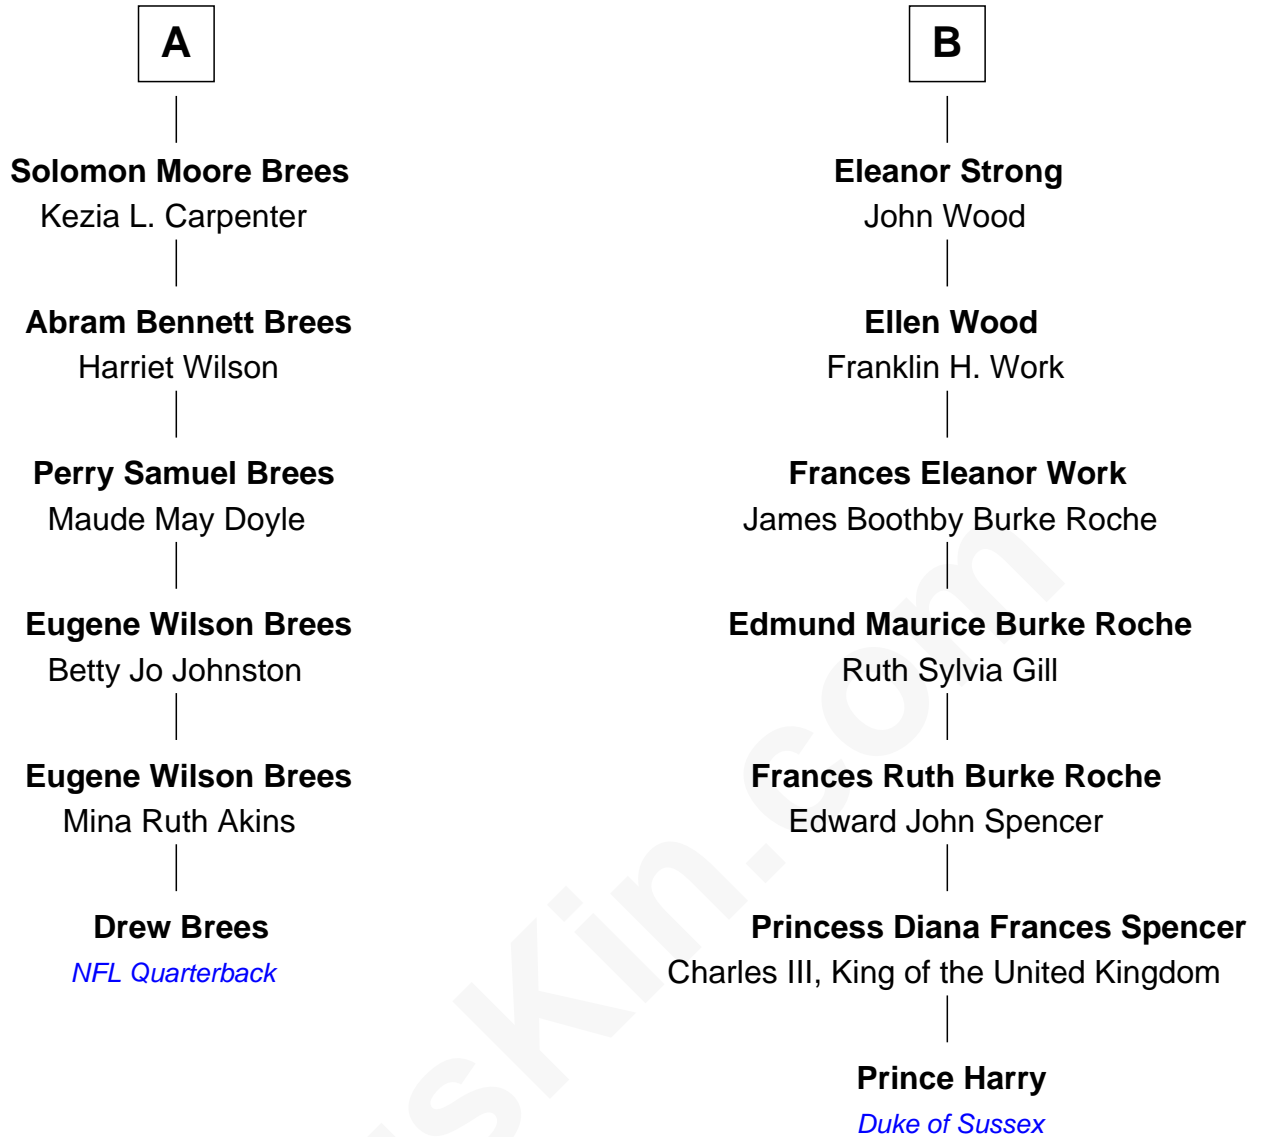 A
Solomon Moore Brees
Kezia L. Carpenter
Abram Bennett Brees
Harriet Wilson
Perry Samuel Brees
Maude May Doyle
Eugene Wilson Brees
Betty Jo Johnston
Eugene Wilson Brees
Mina Ruth Akins
Drew Brees
NFL Quarterback
B
Eleanor Strong
John Wood
Ellen Wood
Franklin H. Work
Frances Eleanor Work
James Boothby Burke Roche
Edmund Maurice Burke Roche
Ruth Sylvia Gill
Frances Ruth Burke Roche
Edward John Spencer
Princess Diana Frances Spencer
Charles III, King of the United Kingdom
Prince Harry
Duke of Sussex